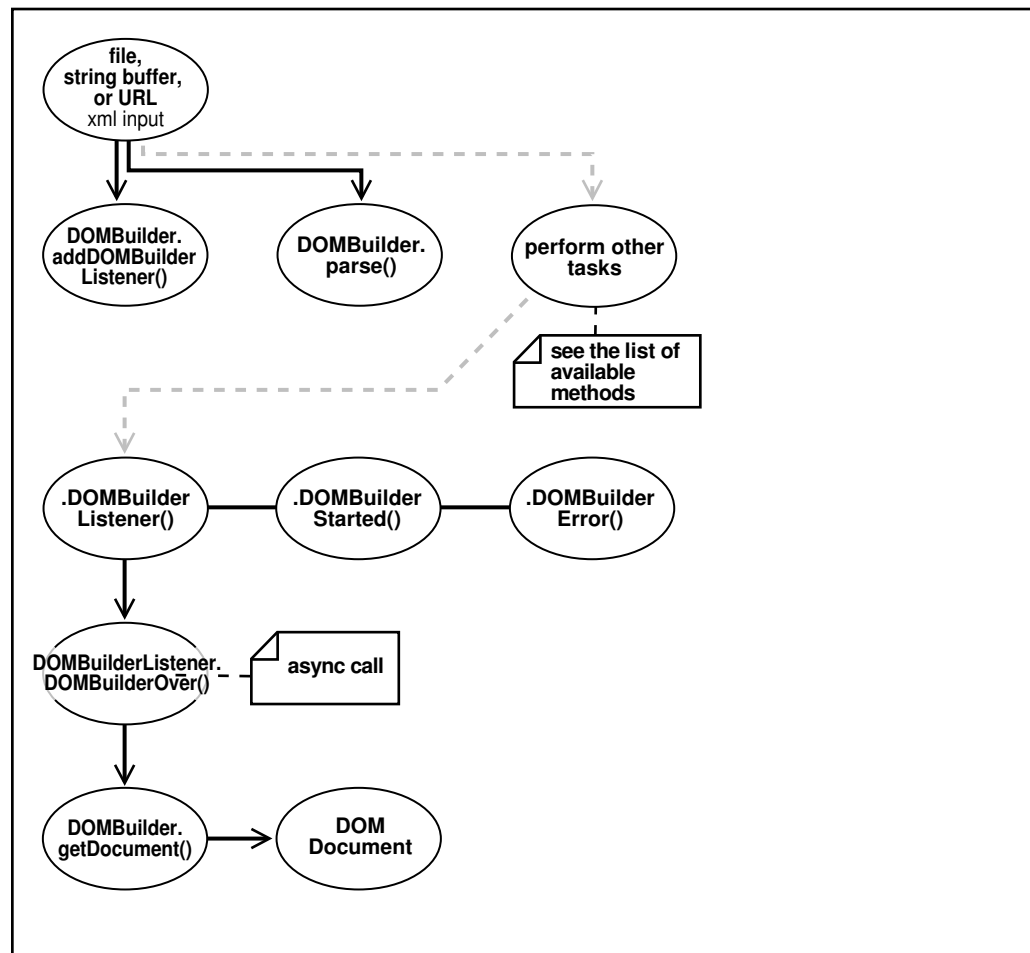 file,
string buffer,
or URL
xml input
DOMBuilder.
addDOMBuilder
Listener()
DOMBuilder.
parse()
perform other
tasks
see the list of
available
methods
.DOMBuilder
Listener()
.DOMBuilder
Started()
.DOMBuilder
Error()
DOMBuilderListener.
DOMBuilderOver()
async call
DOMBuilder.
getDocument()
DOM
Document